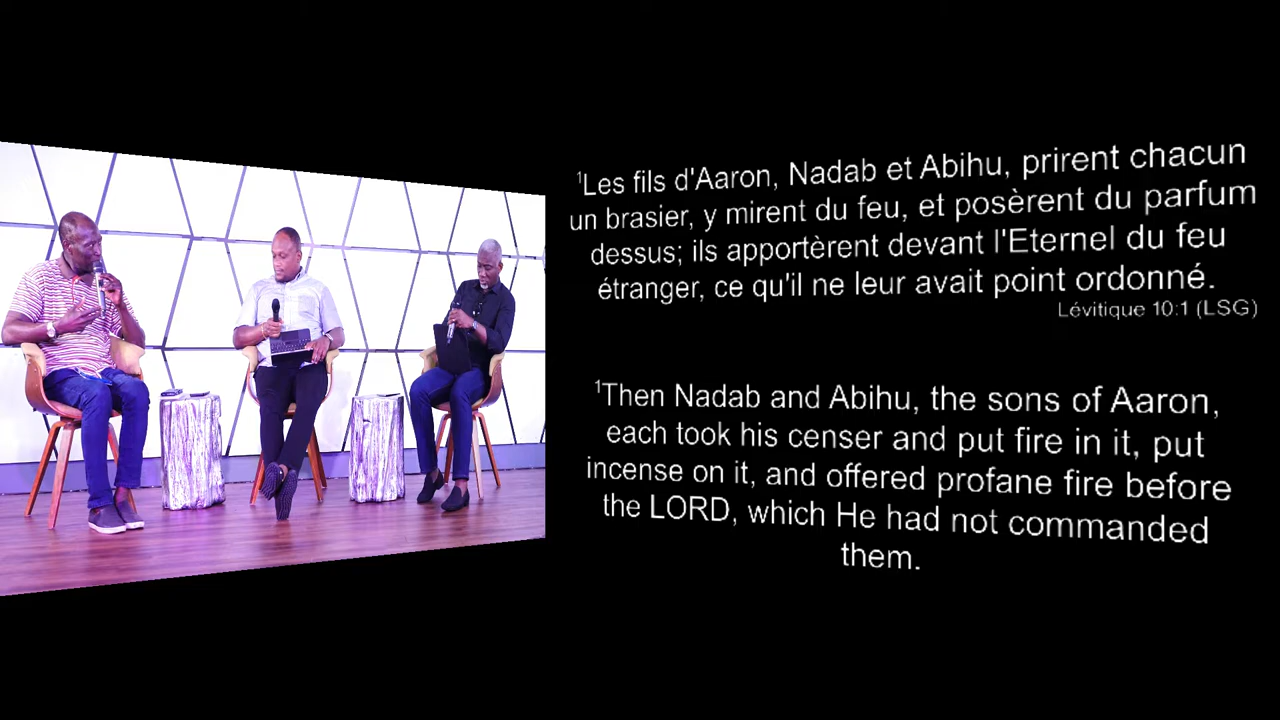 ¹Les fils d'Aaron, Nadab et Abihu, prirent chacun
un brasier, y mirent du feu, et posèrent du parfum
dessus; ils apportèrent devant l'Eternel du feu
étranger, ce qu'il ne leur avait point ordonné.
Lévitique 10:1 (LSG)
¹Then Nadab and Abihu, the sons of Aaron,
each took his censer and put fire in it, put
incense on it, and offered profane fire before
the LORD, which He had not commanded
them.